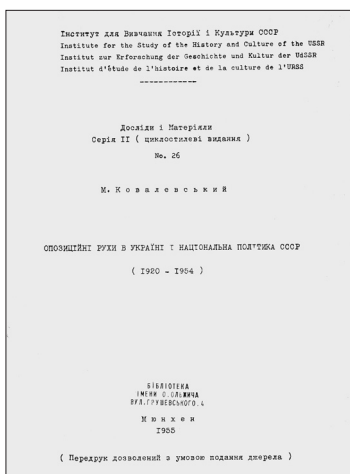 Інститут для Вивчання Історії і Культури СССР
Institute for the Study of the History and Culture of the USSR
Institut zur Erforschung der Geschichte und Kultur der UdSSR
Institut d'étude de l'histoire et de la culture de l'URSS
------------
Досліди і Матеріяли
Серія II ( циклостилеві видання )
No. 26
М. Ковалевський
ОПОЗИЦІЙНІ РУХИ В УКРАЇНІ І НАЦІОНАЛЬНА ПОЛІТИКА СССР
( 1920 - 1954 )
БІБЛІОТЕКА
ІМЕНИ О.ОЛЬЖИЧА
ВУЛ.ГРУШЕВСЬКОГО.4
Мюнхен
1955
( Передрук дозволений з умовою подання джерела )